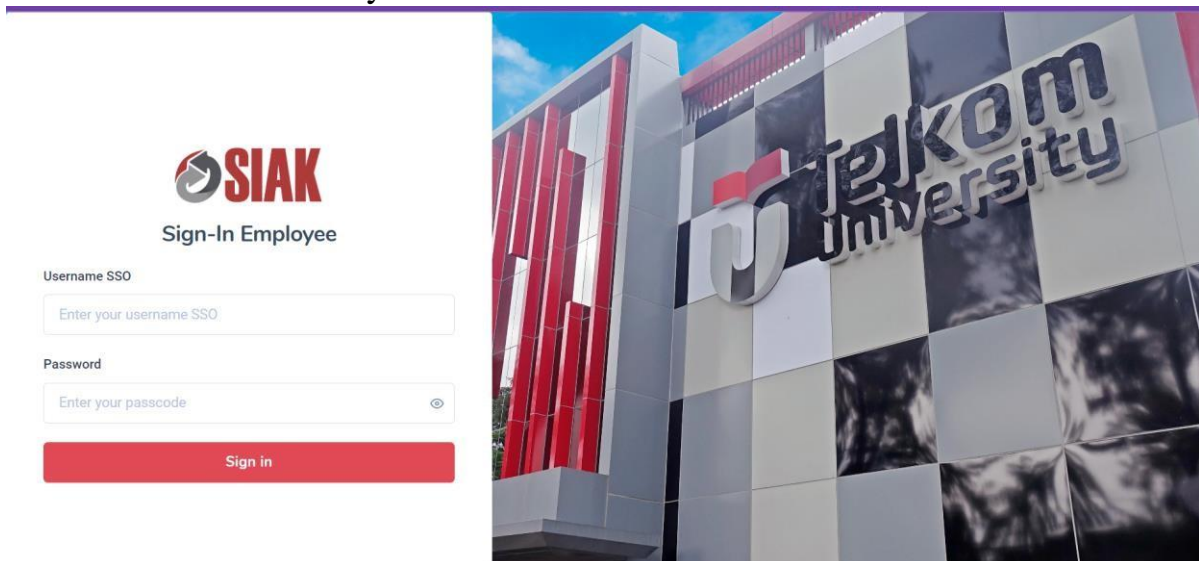 SIAK
Sign-In Employee
Username SSO
Enter your username SSO
Password
Enter your passcode
Sign in
Telkom
University